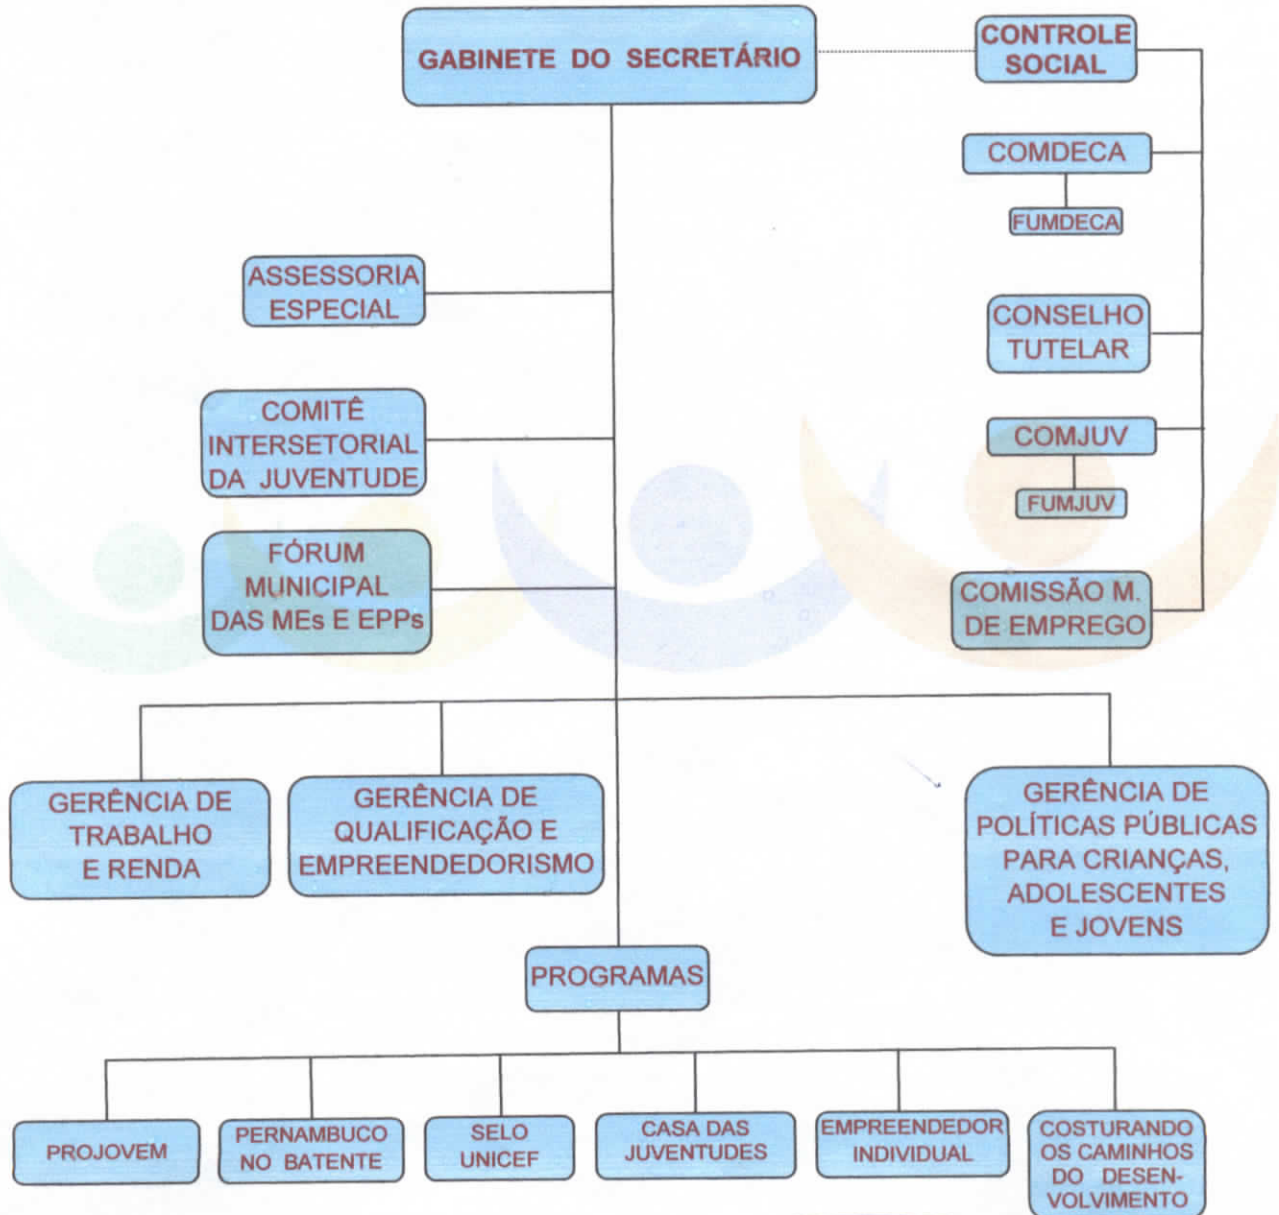 GABINETE DO SECRETÁRIO
CONTROLE
SOCIAL
COMDECA
FUMDECA
ASSESSORIA
ESPECIAL
CONSELHO
TUTELAR
COMITÊ
INTERSETORIAL
DA JUVENTUDE
COMJUV
FUMJUV
FÓRUM
MUNICIPAL
DAS MEs E EPPs
COMISSÃO M.
DE EMPREGO
GERÊNCIA DE
TRABALHO
E RENDA
GERÊNCIA DE
QUALIFICAÇÃO E
EMPREENDEDORISMO
GERÊNCIA DE
POLÍTICAS PÚBLICAS
PARA CRIANÇAS,
ADOLESCENTES
E JOVENS
PROGRAMAS
PROJOVEM
PERNAMBUCO
NO BATENTE
SELO
UNICEF
CASA DAS
JUVENTUDES
EMPREENDEDOR
INDIVIDUAL
COSTURANDO
OS CAMINHOS
DO DESEN-
VOLVIMENTO